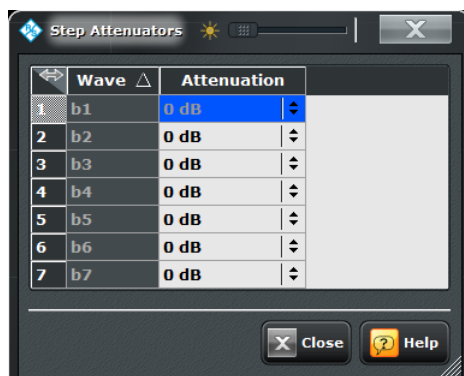 Step Attenuators
Wave Attenuation
1 b1 0 dB
2 b2 0 dB
3 b3 0 dB
4 b4 0 dB
5 b5 0 dB
6 b6 0 dB
7 b7 0 dB
Close Help